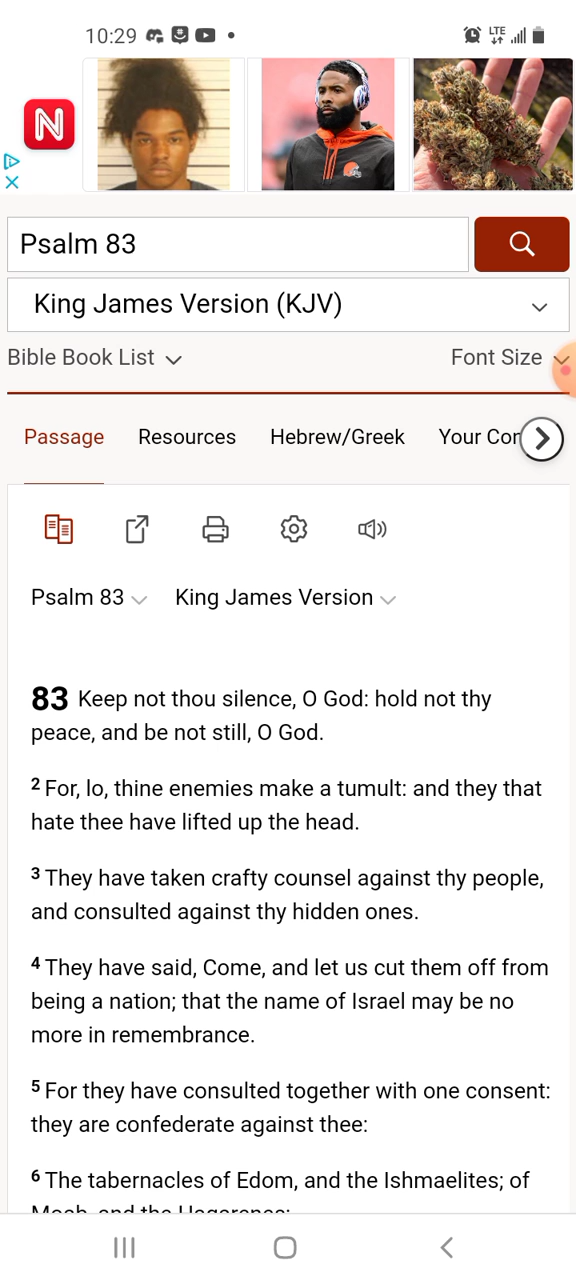 10:29
LTE
N
Psalm 83
King James Version (KJV)
Bible Book List
Font Size
Passage Resources Hebrew/Greek Your
Psalm 83 King James Version
83 Keep not thou silence, O God: hold not thy
peace, and be not still, O God.
2 For, lo, thine enemies make a tumult: and they that
hate thee have lifted up the head.
3 They have taken crafty counsel against thy people,
and consulted against thy hidden ones.
4 They have said, Come, and let us cut them off from
being a nation; that the name of Israel may be no
more in remembrance.
5 For they have consulted together with one consent:
they are confederate against thee:
6 The tabernacles of Edom, and the Ishmaelites; of
Moab, and the Hagarenes;